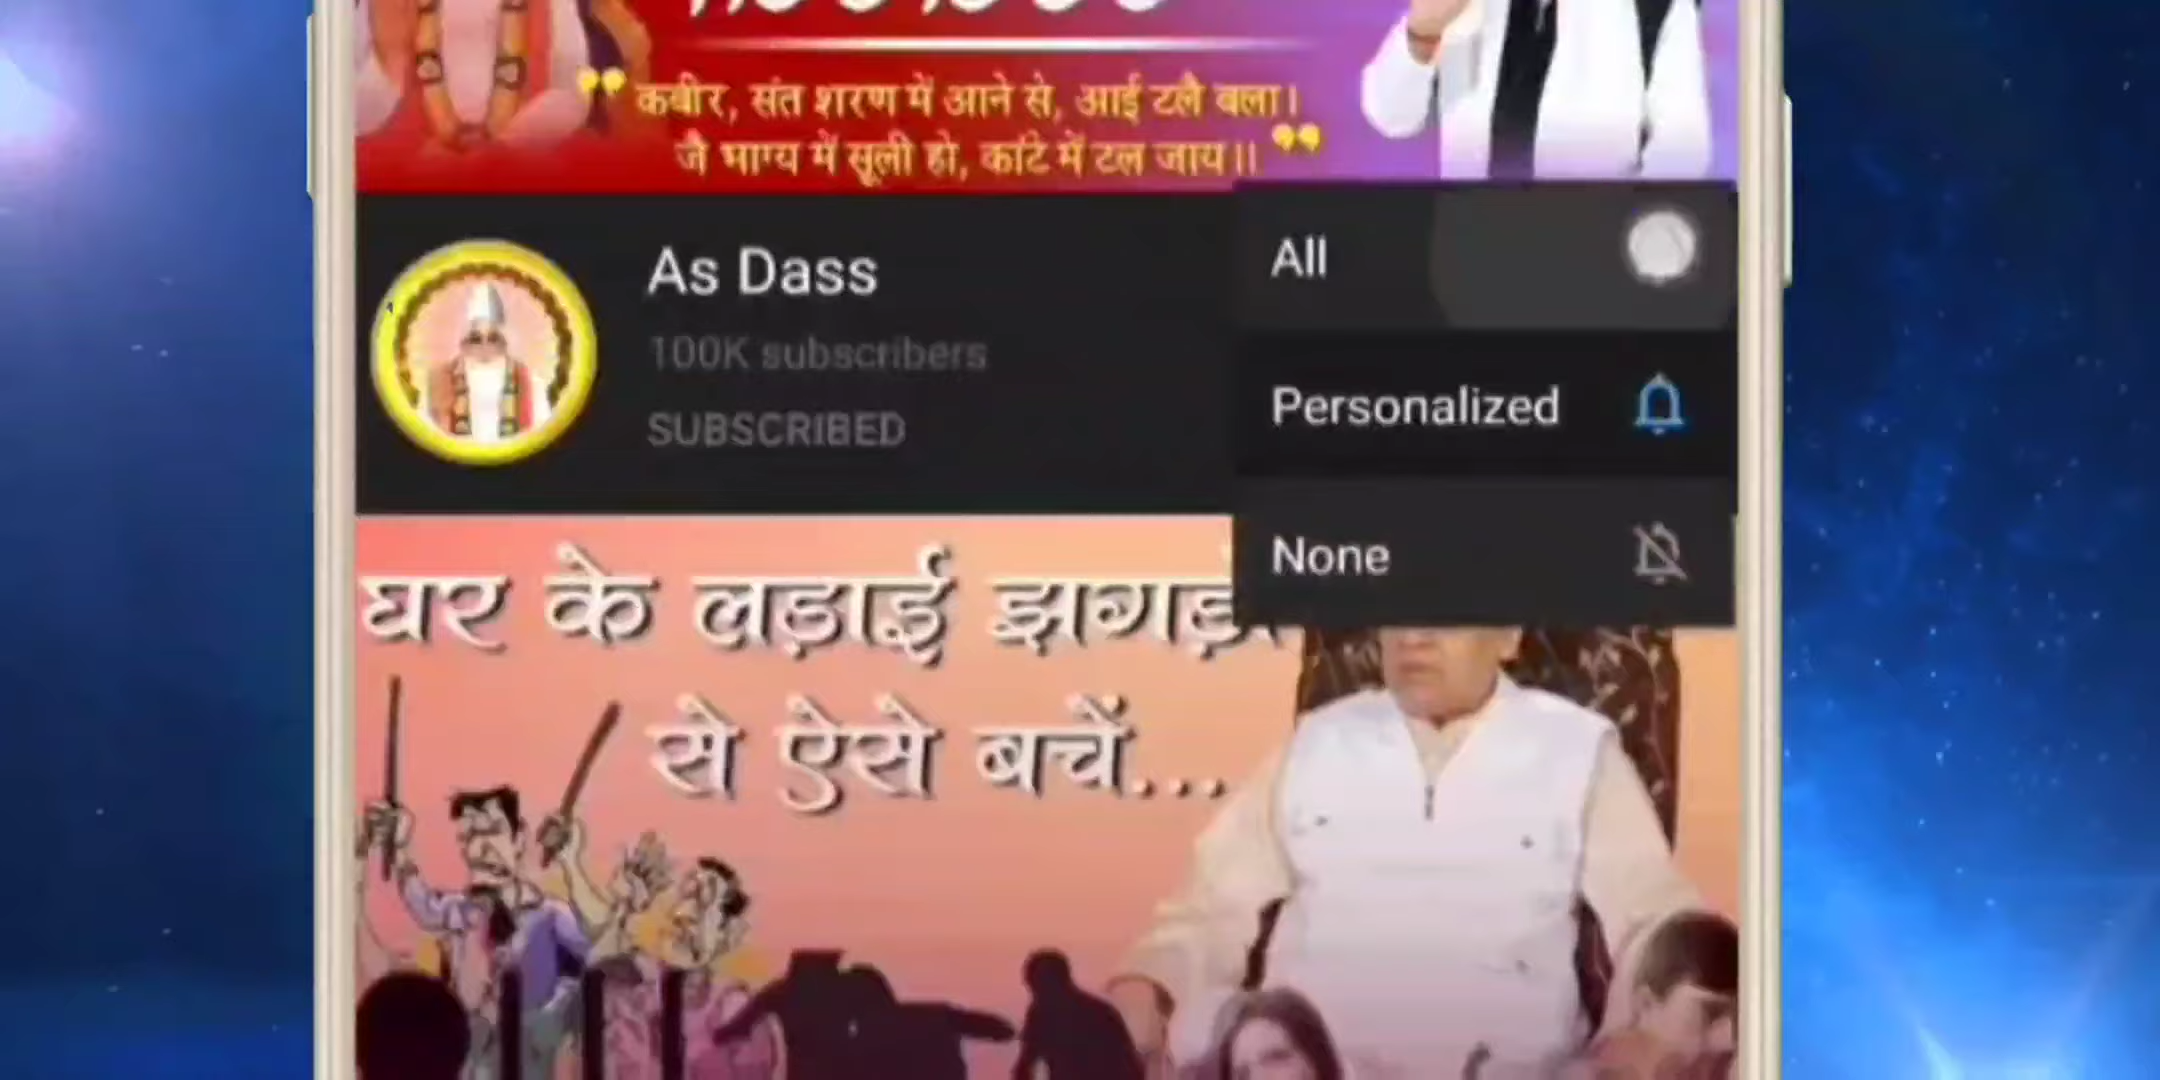 कबीर, संत शरण में आने से, आई टलै बला।
जै भाग्य में सूली हो, कांटे में टल जाय।।
As Dass
100K subscribers
SUBSCRIBED
All
Personalized
None
घर के लड़ाई झगड़ों
से ऐसे बचें...